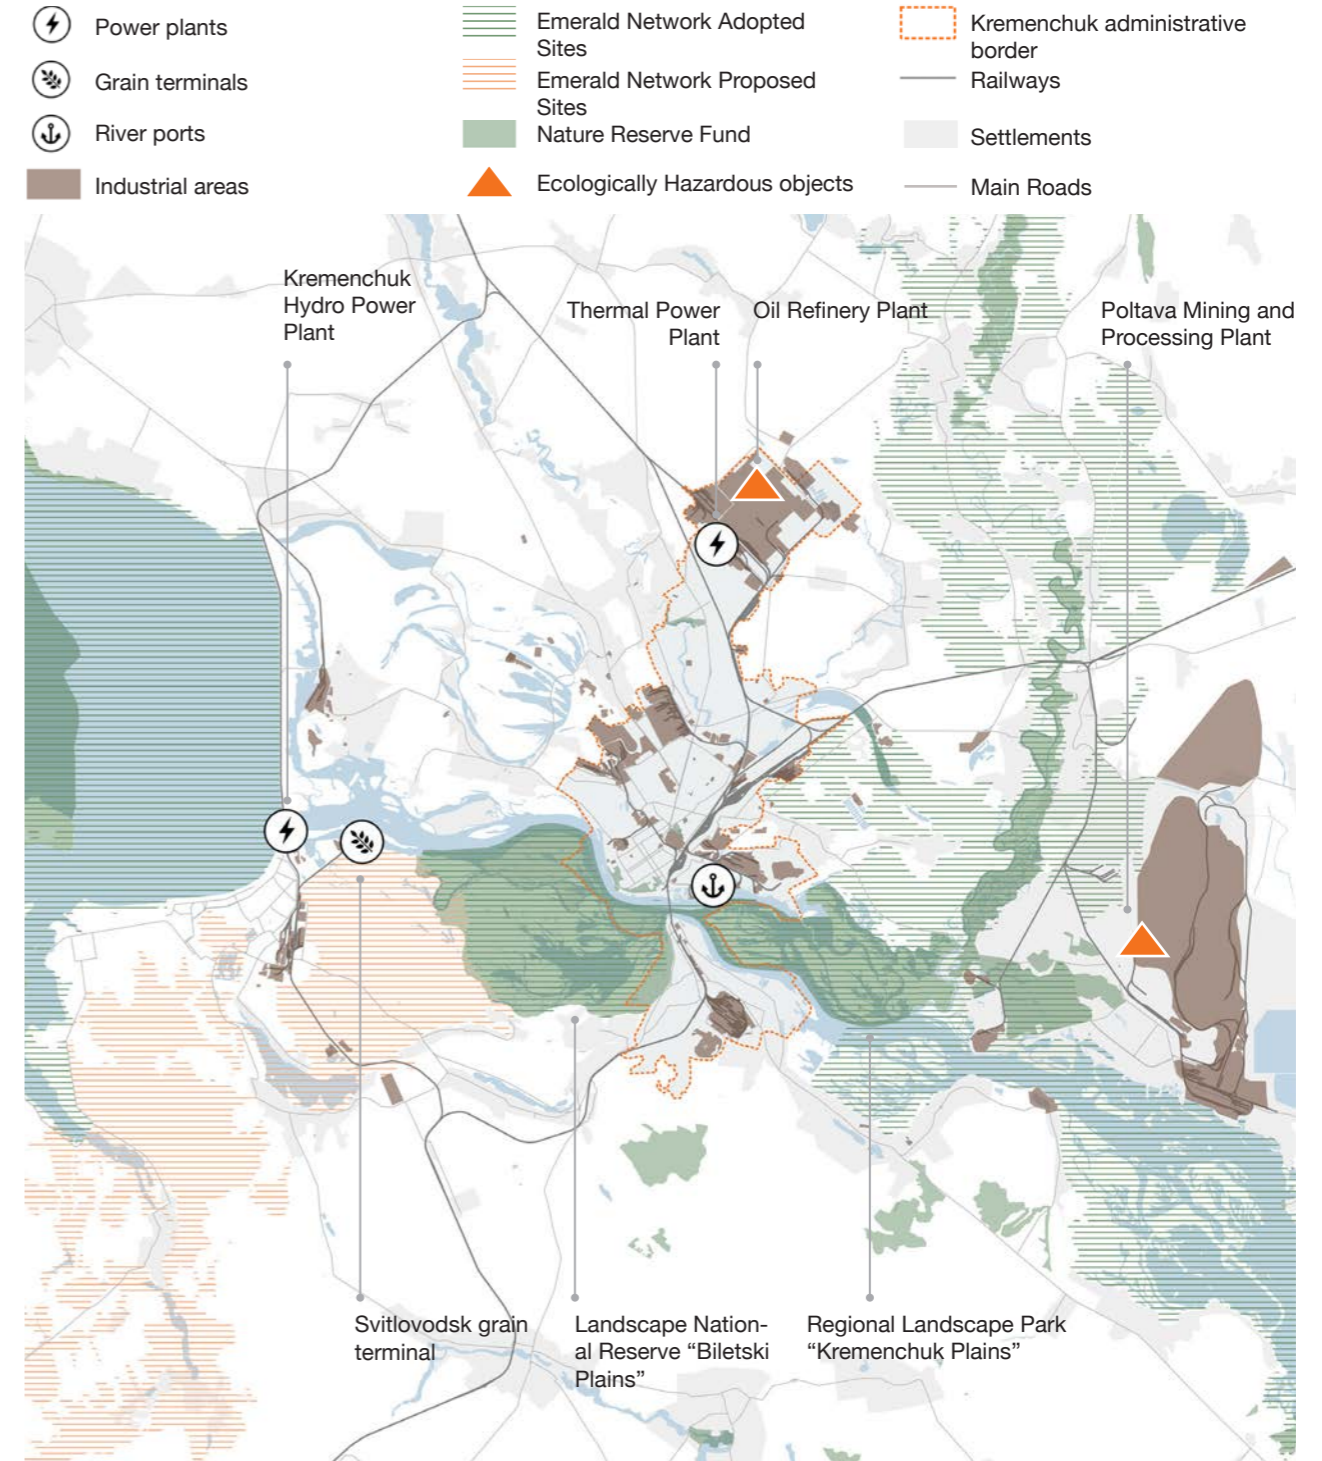 Power plants
Grain terminals
River ports
Industrial areas
Emerald Network Adopted
Sites
Emerald Network Proposed
Sites
Nature Reserve Fund
Ecologically Hazardous objects
Kremenchuk administrative
border
Railways
Settlements
Main Roads
Kremenchuk
Hydro Power
Plant
Thermal Power
Plant
Oil Refinery Plant
Poltava Mining and
Processing Plant
Svitlovodsk grain
terminal
Landscape Nation-
al Reserve “Biletski
Plains”
Regional Landscape Park
“Kremenchuk Plains”